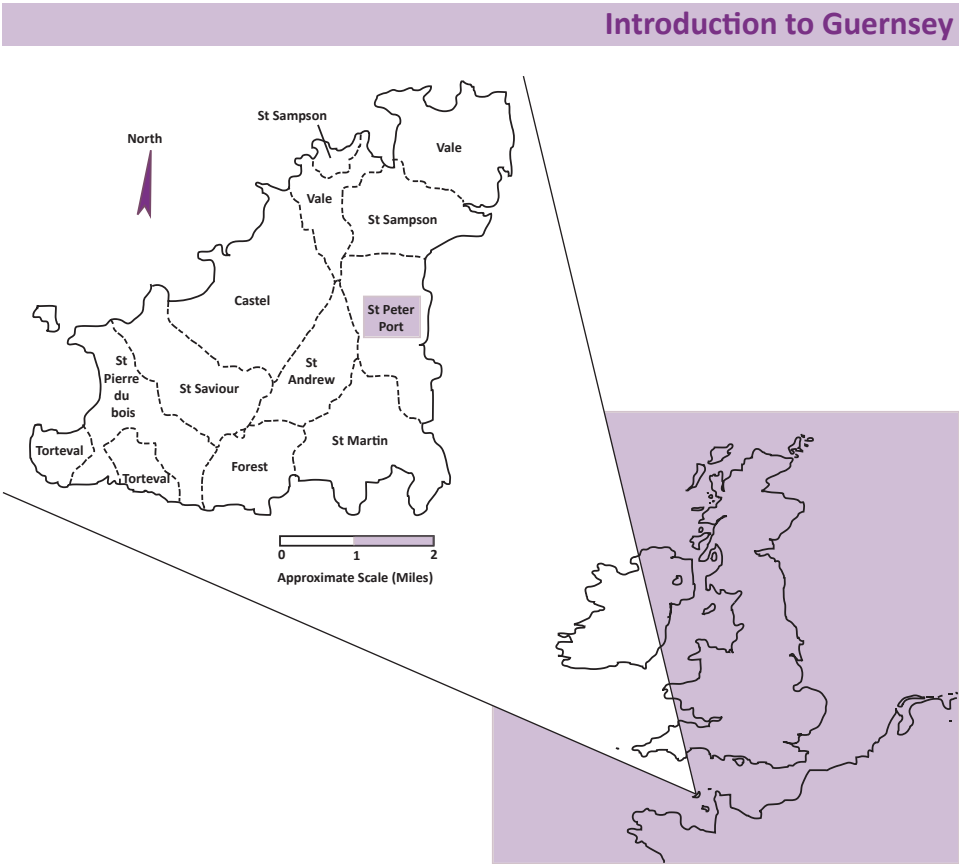 Introduction to Guernsey
St Sampson
North
Vale
Vale
St Sampson
Castel
St Peter
Port
St
Pierre
du
bois
St Saviour
St
Andrew
St Martin
Torteval
Torteval
Forest
0 1 2
Approximate Scale (Miles)